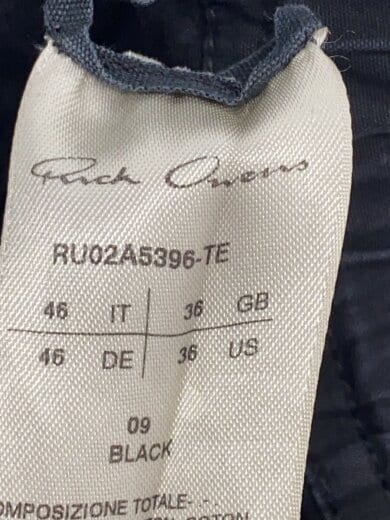 Rick Owens
RU02A5396-TE
46 IT 36 GB
46 DE 36 US
09
BLACK
COMPOSIZIONE TOTALE- .-